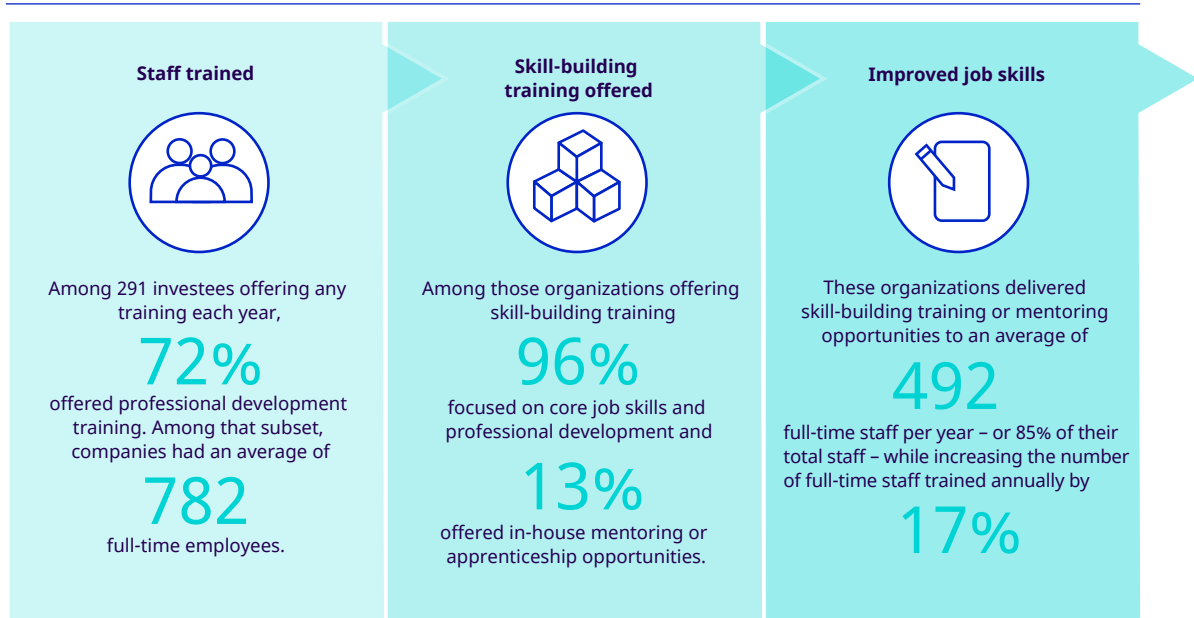 Staff trained
Among 291 investees offering any
training each year,
72%
offered professional development
training. Among that subset,
companies had an average of
782
full-time employees.
Skill-building
training offered
Among those organizations offering
skill-building training
96%
focused on core job skills and
professional development and
13%
offered in-house mentoring or
apprenticeship opportunities.
Improved job skills
These organizations delivered
skill-building training or mentoring
opportunities to an average of
492
full-time staff per year – or 85% of their
total staff – while increasing the number
of full-time staff trained annually by
17%